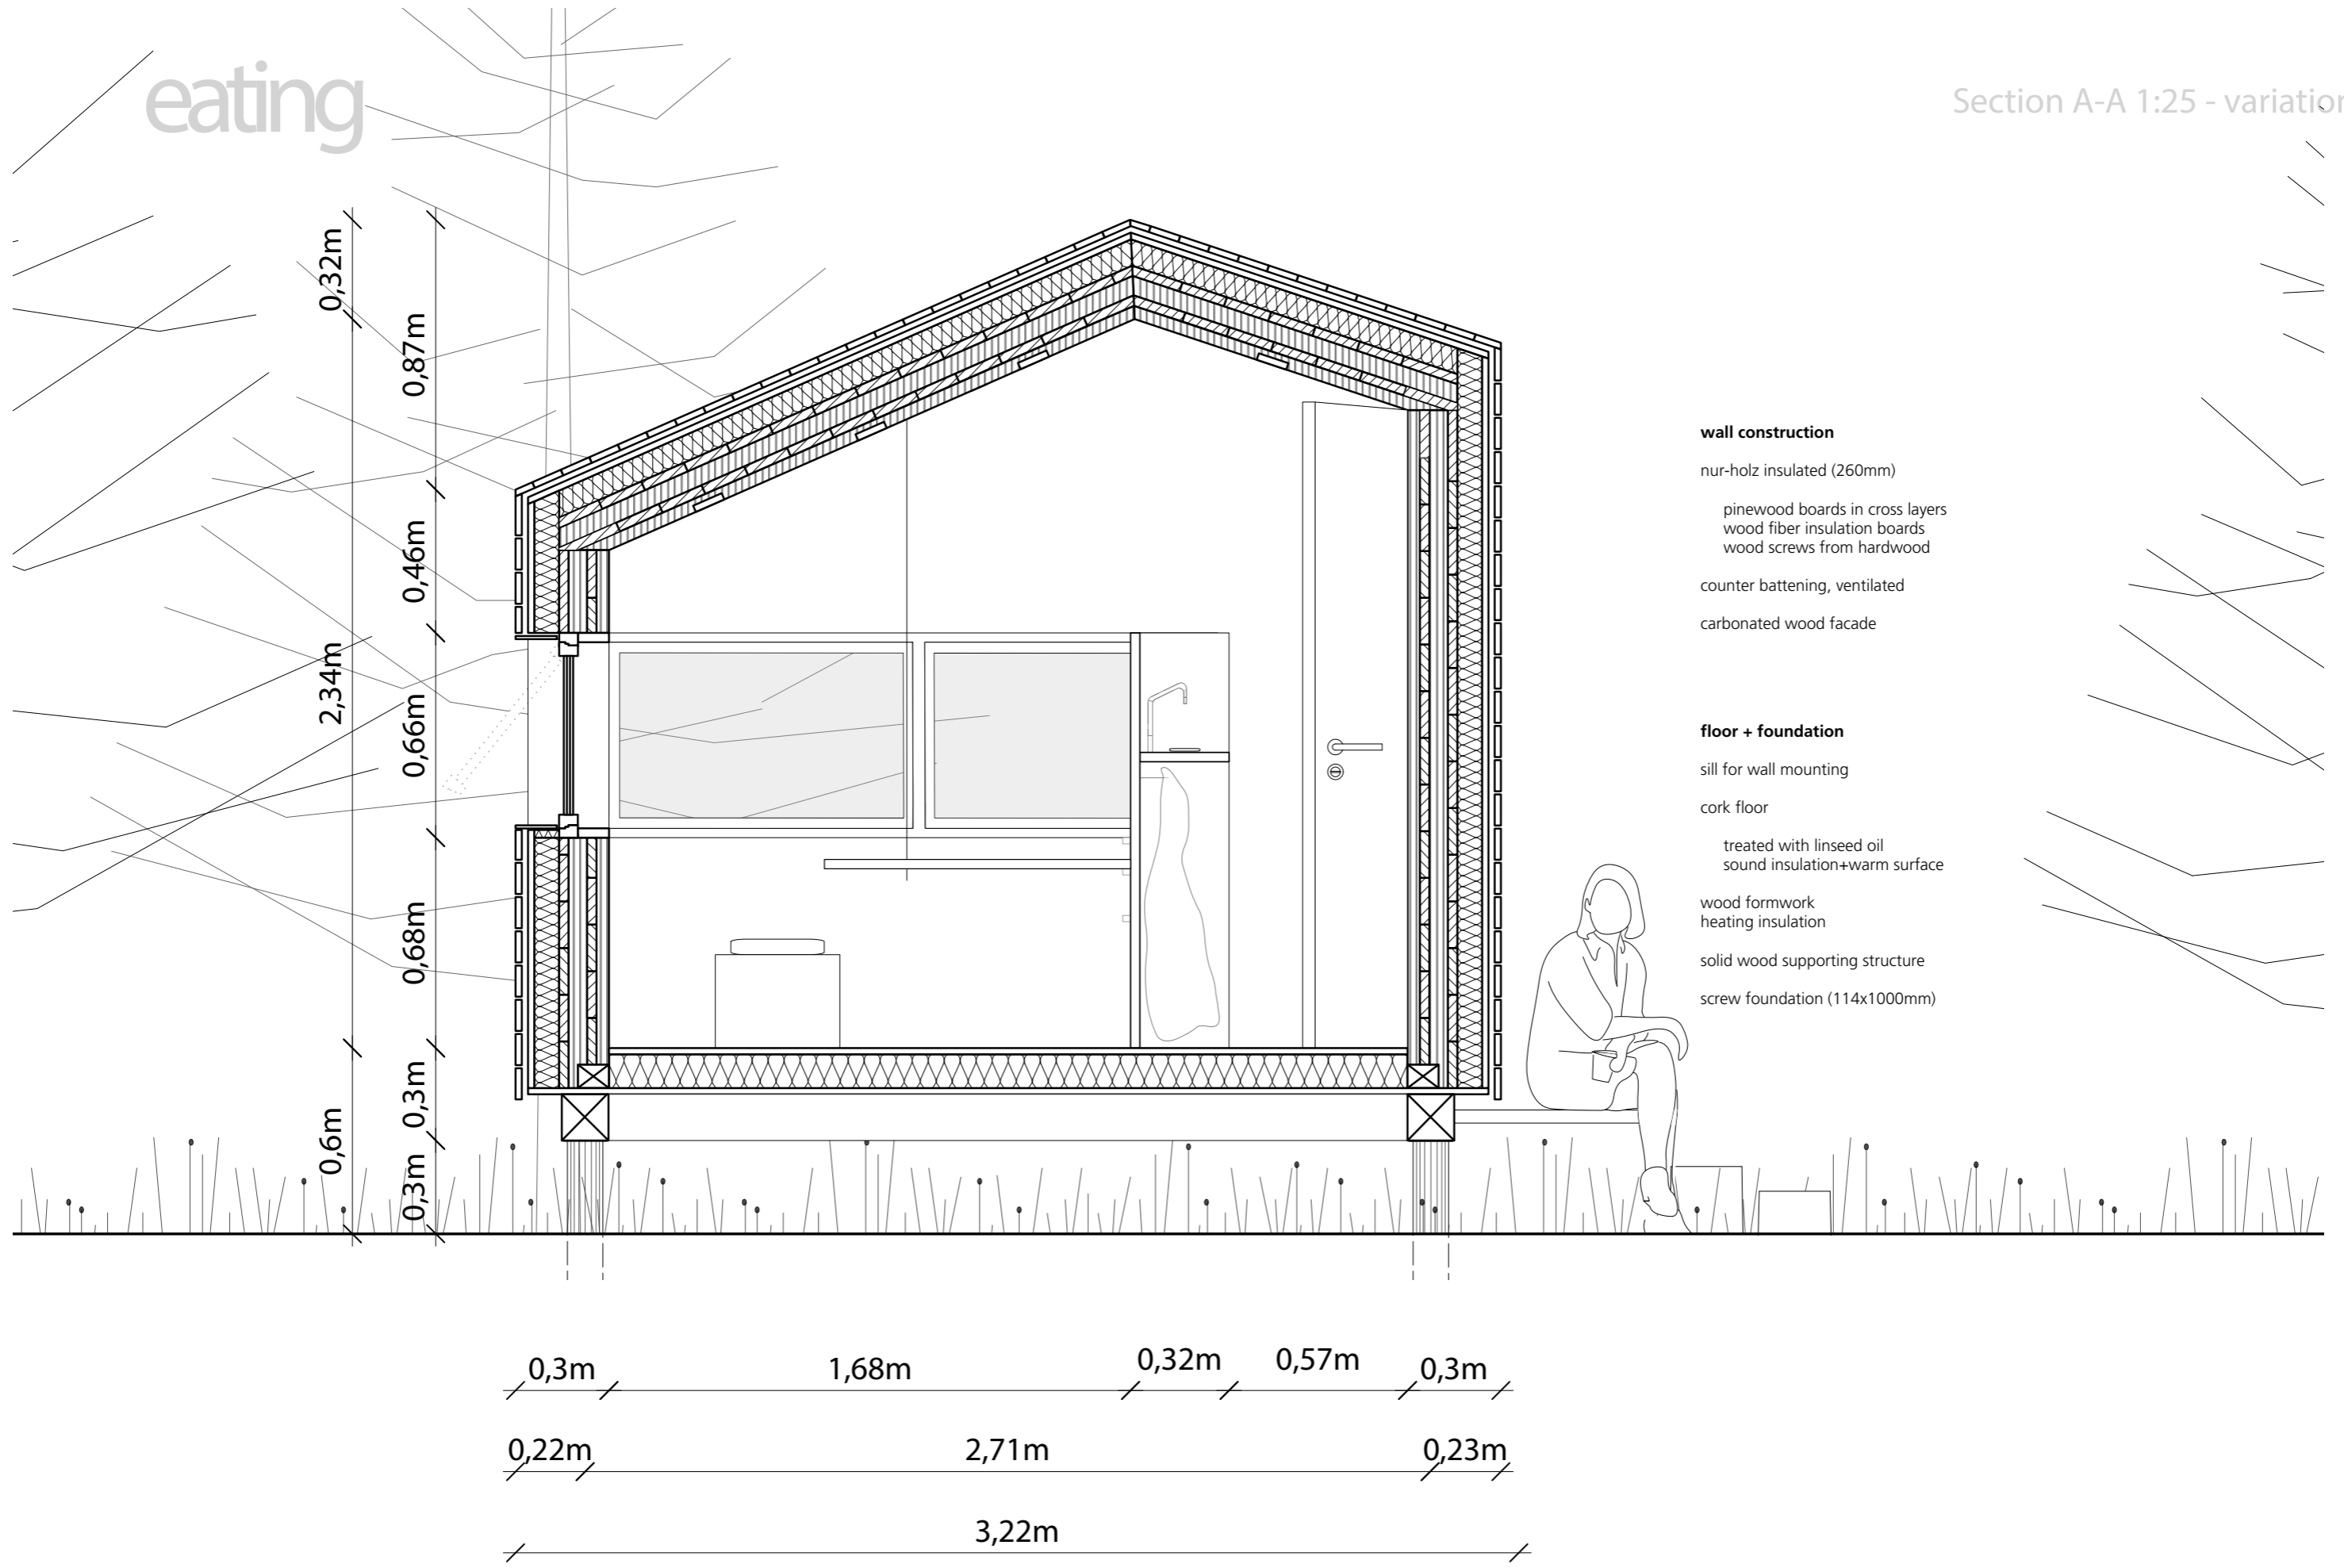 eating
Section A-A 1:25 - variation
0,32m
0,87m
0,46m
2,34m
0,66m
0,68m
0,3m
0,6m
0,3m
wall construction
nur-holz insulated (260mm)
pinewood boards in cross layers
wood fiber insulation boards
wood screws from hardwood
counter battening, ventilated
carbonated wood facade
floor + foundation
sill for wall mounting
cork floor
treated with linseed oil
sound insulation+warm surface
wood formwork
heating insulation
solid wood supporting structure
screw foundation (114x1000mm)
0,3m 1,68m 0,32m 0,57m 0,3m
0,22m 2,71m 0,23m
3,22m